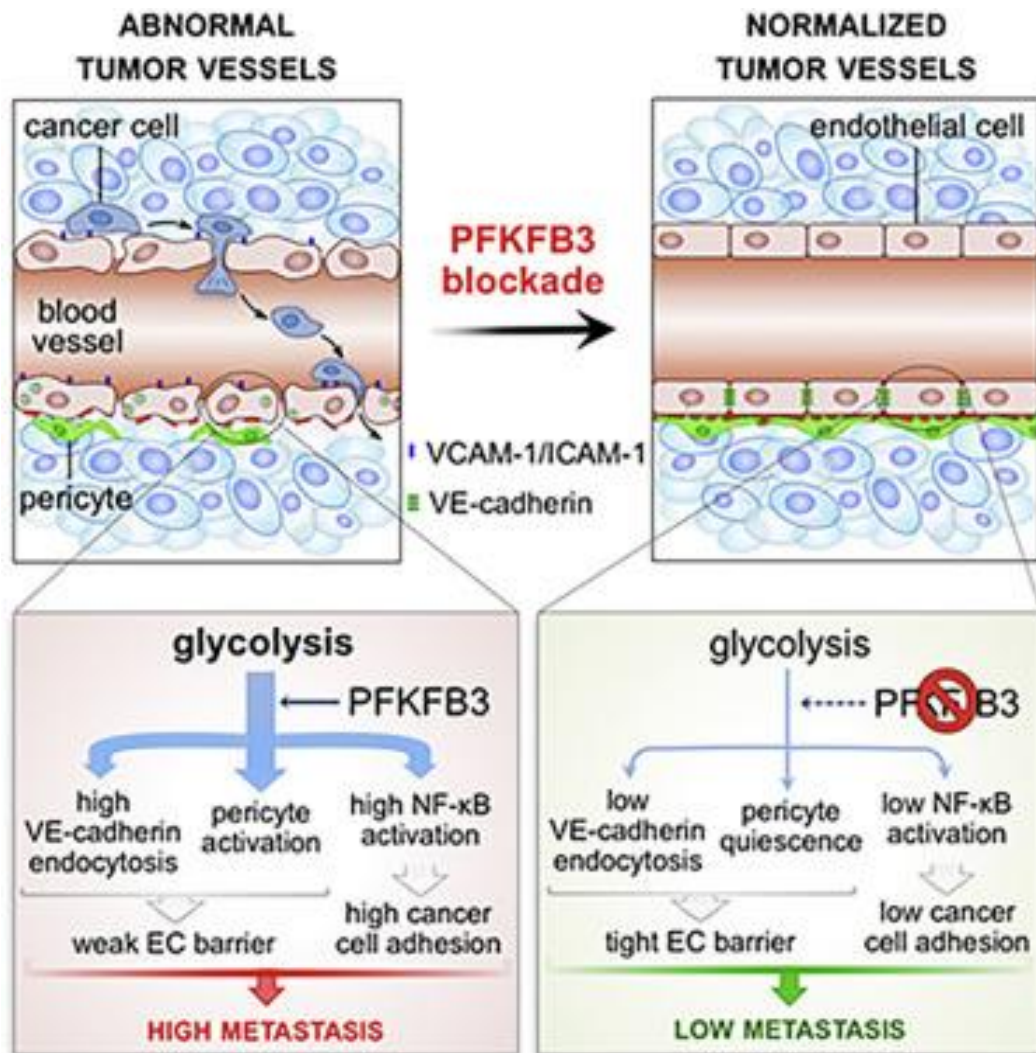 ABNORMAL
TUMOR VESSELS
NORMALIZED
TUMOR VESSELS
cancer cell
blood
vessel
pericyte
PFKFB3
blockade
VCAM-1/ICAM-1
VE-cadherin
endothelial cell
glycolysis
PFKFB3
high
VE-cadherin
endocytosis
pericyte
activation
high NF-κB
activation
weak EC barrier
high cancer
cell adhesion
HIGH METASTASIS
glycolysis
PFKFB3
low
VE-cadherin
endocytosis
pericyte
quiescence
low NF-κB
activation
tight EC barrier
low cancer
cell adhesion
LOW METASTASIS